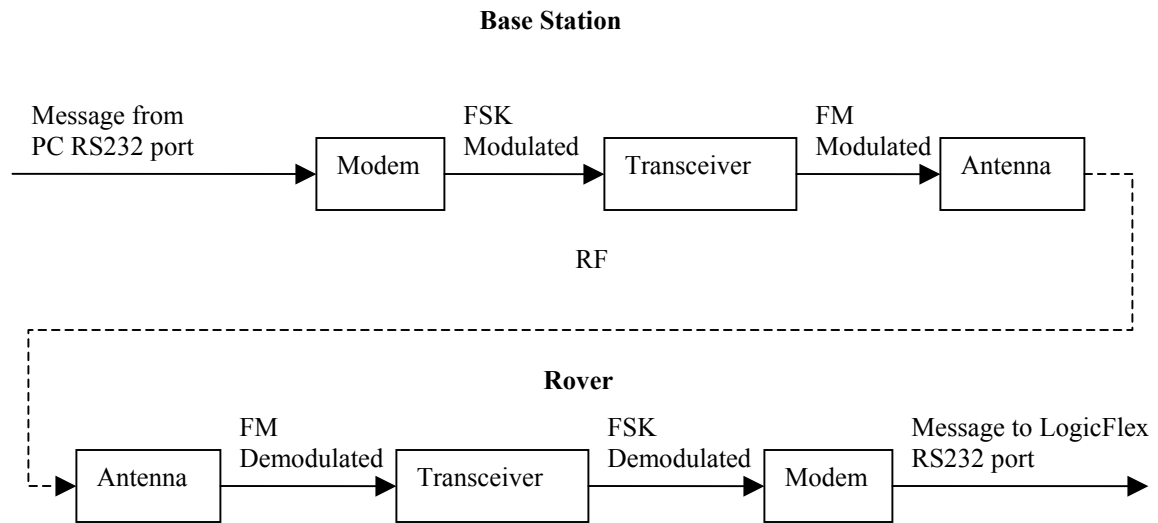 Base Station
Message from
PC RS232 port
Modem
FSK
Modulated
Transceiver
FM
Modulated
Antenna
RF
Rover
Antenna
FM
Demodulated
Transceiver
FSK
Demodulated
Modem
Message to LogicFlex
RS232 port